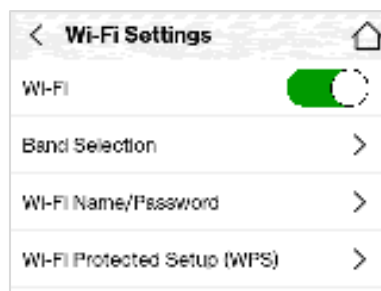 Wi-Fi Settings
Wi-Fi
Band Selection
Wi-Fi Name/Password
Wi-Fi Protected Setup (WPS)